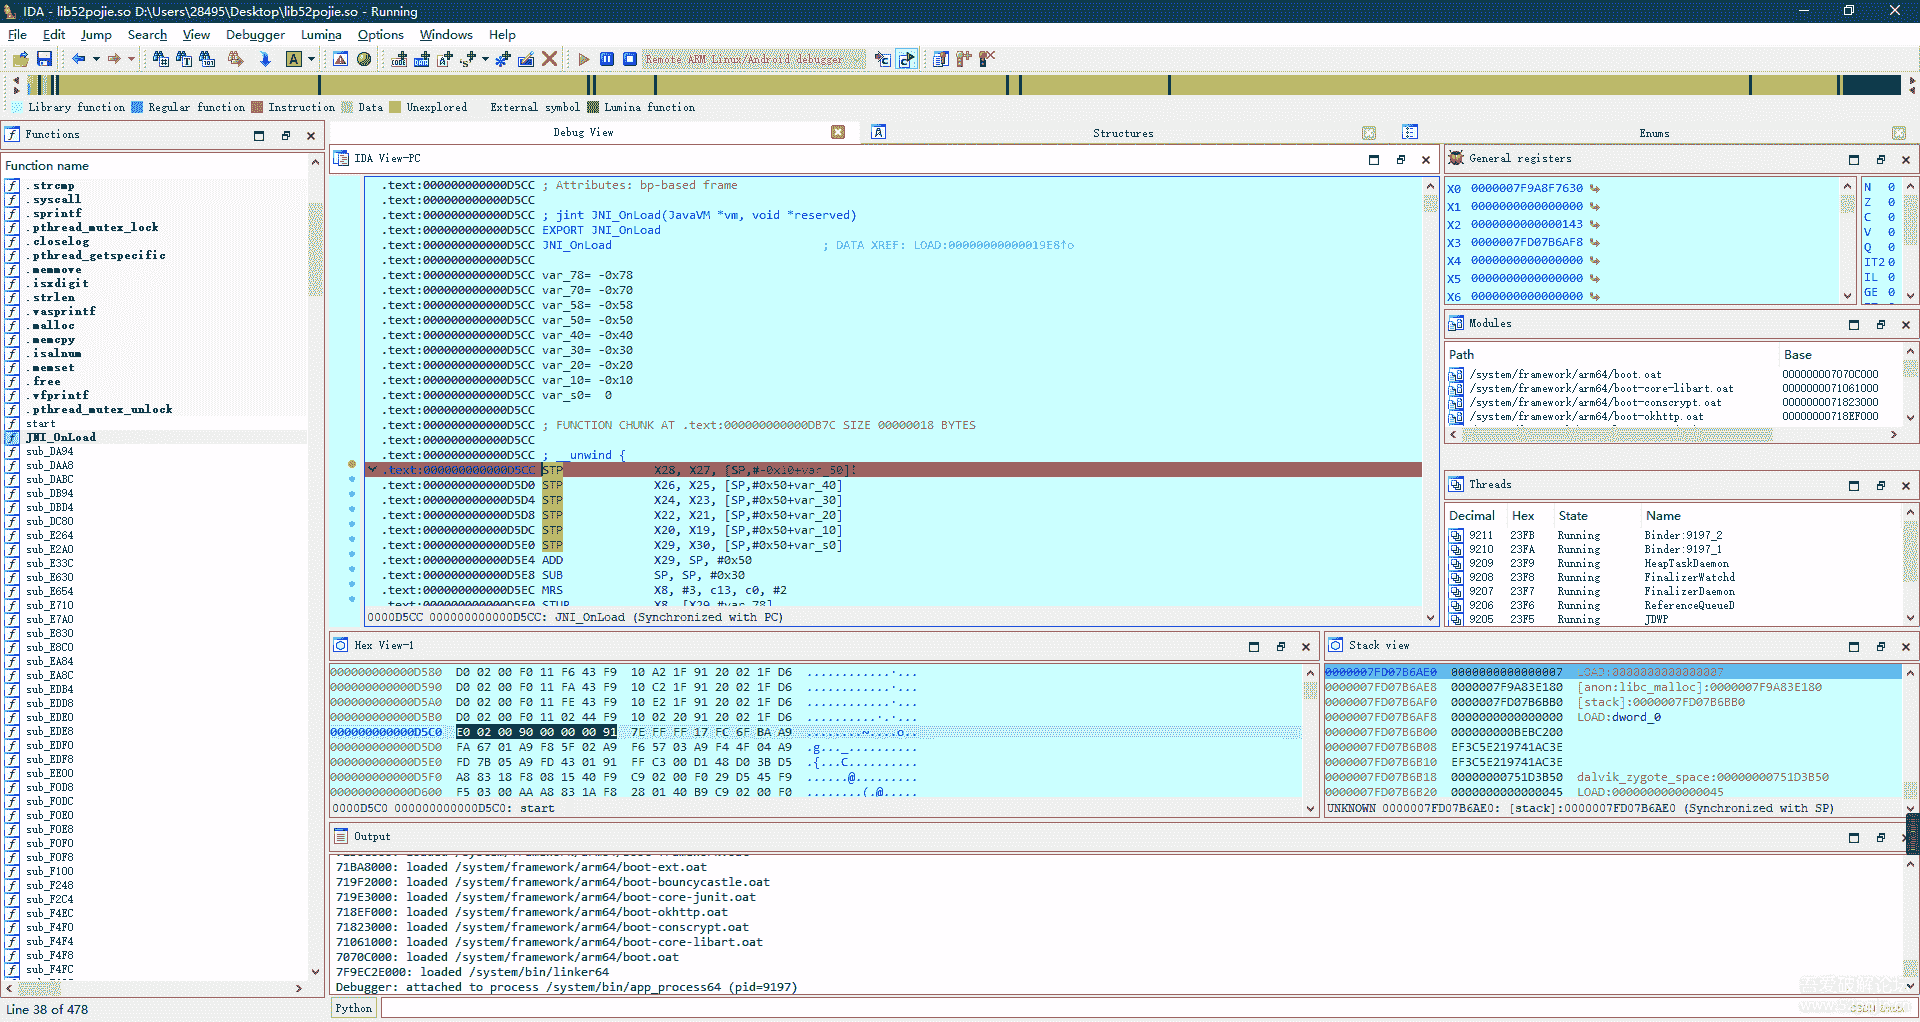 IDA - lib52pojie.so D:\Users\28495\Desktop\lib52pojie.so - Running
File Edit Jump Search View Debugger Lumina Options Windows Help
Remote ARM Linux/Android debugger
Library function Regular function Instruction Data Unexplored External symbol Lumina function
Functions
Function name
.strcmp
.syscall
.sprintf
.pthread_mutex_lock
.closelog
.pthread_getspecific
.memmove
.isxdigit
.strlen
.vasprintf
.malloc
.memcpy
.isalnum
.memset
.free
.vfprintf
.pthread_mutex_unlock
start
JNI_OnLoad
sub_DA94
sub_DAA8
sub_DABC
sub_DB94
sub_DBD4
sub_DC80
sub_E264
sub_E2A0
sub_E33C
sub_E630
sub_E654
sub_E710
sub_E7A0
sub_E830
sub_E8C0
sub_EA84
sub_EA8C
sub_EDB4
sub_EDD8
sub_EDE0
sub_EDE8
sub_EDF0
sub_EDF8
sub_EE00
sub_F0D8
sub_F0DC
sub_F0E0
sub_F0E8
sub_F0F0
sub_F0F8
sub_F100
sub_F248
sub_F2C4
sub_F4EC
sub_F4F0
sub_F4F4
sub_F4F8
sub_F4FC
Line 38 of 478
Debug View Structures Enums
IDA View-PC
.text:000000000000D5CC ; Attributes: bp-based frame
.text:000000000000D5CC
.text:000000000000D5CC ; jint JNI_OnLoad(JavaVM *vm, void *reserved)
.text:000000000000D5CC EXPORT JNI_OnLoad
.text:000000000000D5CC JNI_OnLoad ; DATA XREF: LOAD:00000000000019E8↑o
.text:000000000000D5CC
.text:000000000000D5CC var_78= -0x78
.text:000000000000D5CC var_70= -0x70
.text:000000000000D5CC var_58= -0x58
.text:000000000000D5CC var_50= -0x50
.text:000000000000D5CC var_40= -0x40
.text:000000000000D5CC var_30= -0x30
.text:000000000000D5CC var_20= -0x20
.text:000000000000D5CC var_10= -0x10
.text:000000000000D5CC var_s0= 0
.text:000000000000D5CC
.text:000000000000D5CC ; FUNCTION CHUNK AT .text:000000000000DB7C SIZE 00000018 BYTES
.text:000000000000D5CC
.text:000000000000D5CC ; __unwind {
.text:000000000000D5CC STP X28, X27, [SP,#-0x10+var_50]!
.text:000000000000D5D0 STP X26, X25, [SP,#0x50+var_40]
.text:000000000000D5D4 STP X24, X23, [SP,#0x50+var_30]
.text:000000000000D5D8 STP X22, X21, [SP,#0x50+var_20]
.text:000000000000D5DC STP X20, X19, [SP,#0x50+var_10]
.text:000000000000D5E0 STP X29, X30, [SP,#0x50+var_s0]
.text:000000000000D5E4 ADD X29, SP, #0x50
.text:000000000000D5E8 SUB SP, SP, #0x30
.text:000000000000D5EC MRS X8, #3, c13, c0, #2
.text:000000000000D5F0 STUR X8, [X29,#var_78]
0000D5CC 000000000000D5CC: JNI_OnLoad (Synchronized with PC)
General registers
X0 0000007F9A8F7630
X1 0000000000000000
X2 0000000000000143
X3 0000007FD07B6AF8
X4 0000000000000000
X5 0000000000000000
X6 0000000000000000
N 0
Z 0
C 0
V 0
Q 0
IT2 0
IL 0
GE 0
Modules
Path Base
/system/framework/arm64/boot.oat 000000007070C000
/system/framework/arm64/boot-core-libart.oat 0000000071061000
/system/framework/arm64/boot-conscrypt.oat 0000000071823000
/system/framework/arm64/boot-okhttp.oat 00000000718EF000
Threads
Decimal Hex State Name
9211 23FB Running Binder:9197_2
9210 23FA Running Binder:9197_1
9209 23F9 Running HeapTaskDaemon
9208 23F8 Running FinalizerWatchd
9207 23F7 Running FinalizerDaemon
9206 23F6 Running ReferenceQueueD
9205 23F5 Running JDWP
Hex View-1
000000000000D580 D0 02 00 F0 11 F6 43 F9 10 A2 1F 91 20 02 1F D6
000000000000D590 D0 02 00 F0 11 FA 43 F9 10 C2 1F 91 20 02 1F D6
000000000000D5A0 D0 02 00 F0 11 FE 43 F9 10 E2 1F 91 20 02 1F D6
000000000000D5B0 D0 02 00 F0 11 02 44 F9 10 02 20 91 20 02 1F D6
000000000000D5C0 E0 02 00 90 00 00 00 91 7E FF FF 17 FC 6F BA A9
000000000000D5D0 FA 67 01 A9 F8 5F 02 A9 F6 57 03 A9 F4 4F 04 A9
000000000000D5E0 FD 7B 05 A9 FD 43 01 91 FF C3 00 D1 48 D0 3B D5
000000000000D5F0 A8 83 18 F8 08 15 40 F9 C9 02 00 F0 29 D5 45 F9
000000000000D600 F5 03 00 AA A8 83 1A F8 28 01 40 B9 C9 02 00 F0
0000D5C0 000000000000D5C0: start
Stack view
0000007FD07B6AE0 0000000000000007 LOAD:0000000000000007
0000007FD07B6AE8 0000007F9A83E180 [anon:libc_malloc]:0000007F9A83E180
0000007FD07B6AF0 0000007FD07B6BB0 [stack]:0000007FD07B6BB0
0000007FD07B6AF8 0000000000000000 LOAD:dword_0
0000007FD07B6B00 00000000BEBC200
0000007FD07B6B08 EF3C5E219741AC3E
0000007FD07B6B10 EF3C5E219741AC3E
0000007FD07B6B18 00000000751D3B50 dalvik_zygote_space:00000000751D3B50
0000007FD07B6B20 0000000000000045 LOAD:0000000000000045
UNKNOWN 0000007FD07B6AE0: [stack]:0000007FD07B6AE0 (Synchronized with SP)
Output
71BA8000: loaded /system/framework/arm64/boot-ext.oat
719F2000: loaded /system/framework/arm64/boot-bouncycastle.oat
719E3000: loaded /system/framework/arm64/boot-core-junit.oat
718EF000: loaded /system/framework/arm64/boot-okhttp.oat
71823000: loaded /system/framework/arm64/boot-conscrypt.oat
71061000: loaded /system/framework/arm64/boot-core-libart.oat
7070C000: loaded /system/framework/arm64/boot.oat
7F9EC2E000: loaded /system/bin/linker64
Debugger: attached to process /system/bin/app_process64 (pid=9197)
Python